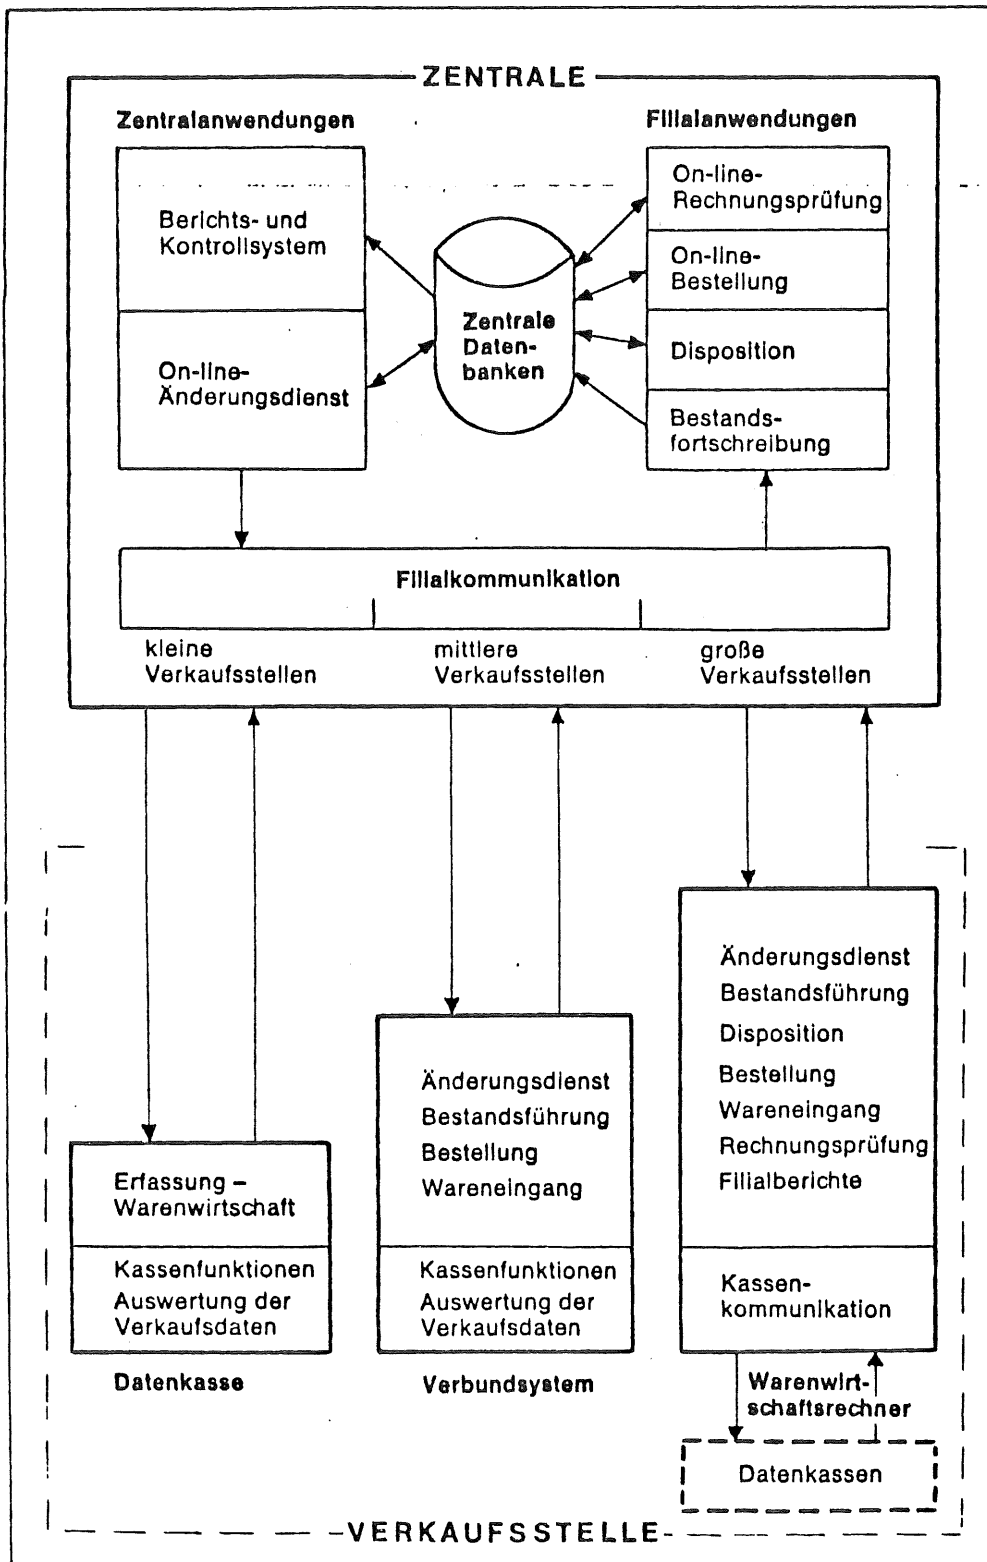 ZENTRALE
Zentralanwendungen
Berichts- und
Kontrollsystem
On-line-
Änderungsdienst
Zentrale
Daten-
banken
Filialanwendungen
On-line-
Rechnungsprüfung
On-line-
Bestellung
Disposition
Bestands-
fortschreibung
Filialkommunikation
kleine
Verkaufsstellen
mittlere
Verkaufsstellen
große
Verkaufsstellen
Erfassung –
Warenwirtschaft
Kassenfunktionen
Auswertung der
Verkaufsdaten
Datenkasse
Änderungsdienst
Bestandsführung
Bestellung
Wareneingang
Kassenfunktionen
Auswertung der
Verkaufsdaten
Verbundsystem
Änderungsdienst
Bestandsführung
Disposition
Bestellung
Wareneingang
Rechnungsprüfung
Filialberichte
Kassen-
kommunikation
Warenwirt-
schaftsrechner
Datenkassen
VERKAUFSSTELLE